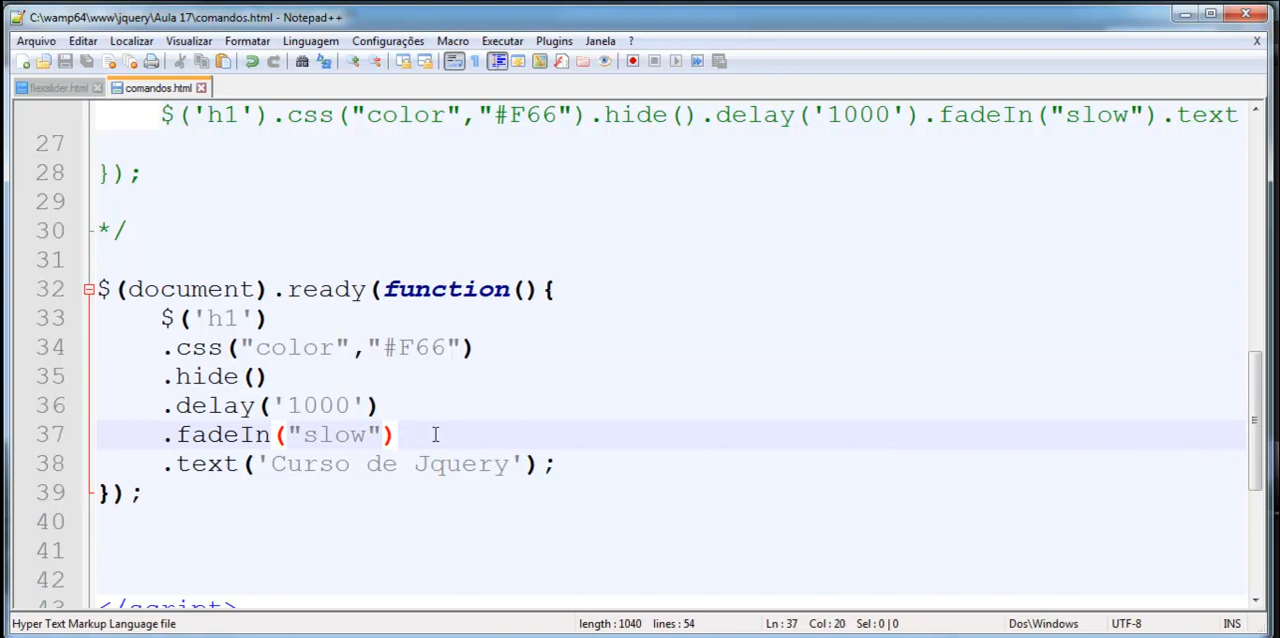 C:\wamp64\www\jquery\Aula 17\comandos.html - Notepad++
Arquivo Editar Localizar Visualizar Formatar Linguagem Configurações Macro Executar Plugins Janela ? X
flexslider.html comandos.html
$('h1').css("color","#F66").hide().delay('1000').fadeIn("slow").text
27
28 });
29
30 */
31
32 $(document).ready(function(){
33 $('h1')
34 .css("color","#F66")
35 .hide()
36 .delay('1000')
37 .fadeIn("slow")
38 .text('Curso de Jquery');
39 });
40
41
42
43 </script>
Hyper Text Markup Language file length : 1040 lines : 54 Ln : 37 Col : 20 Sel : 0 | 0 Dos\Windows UTF-8 INS